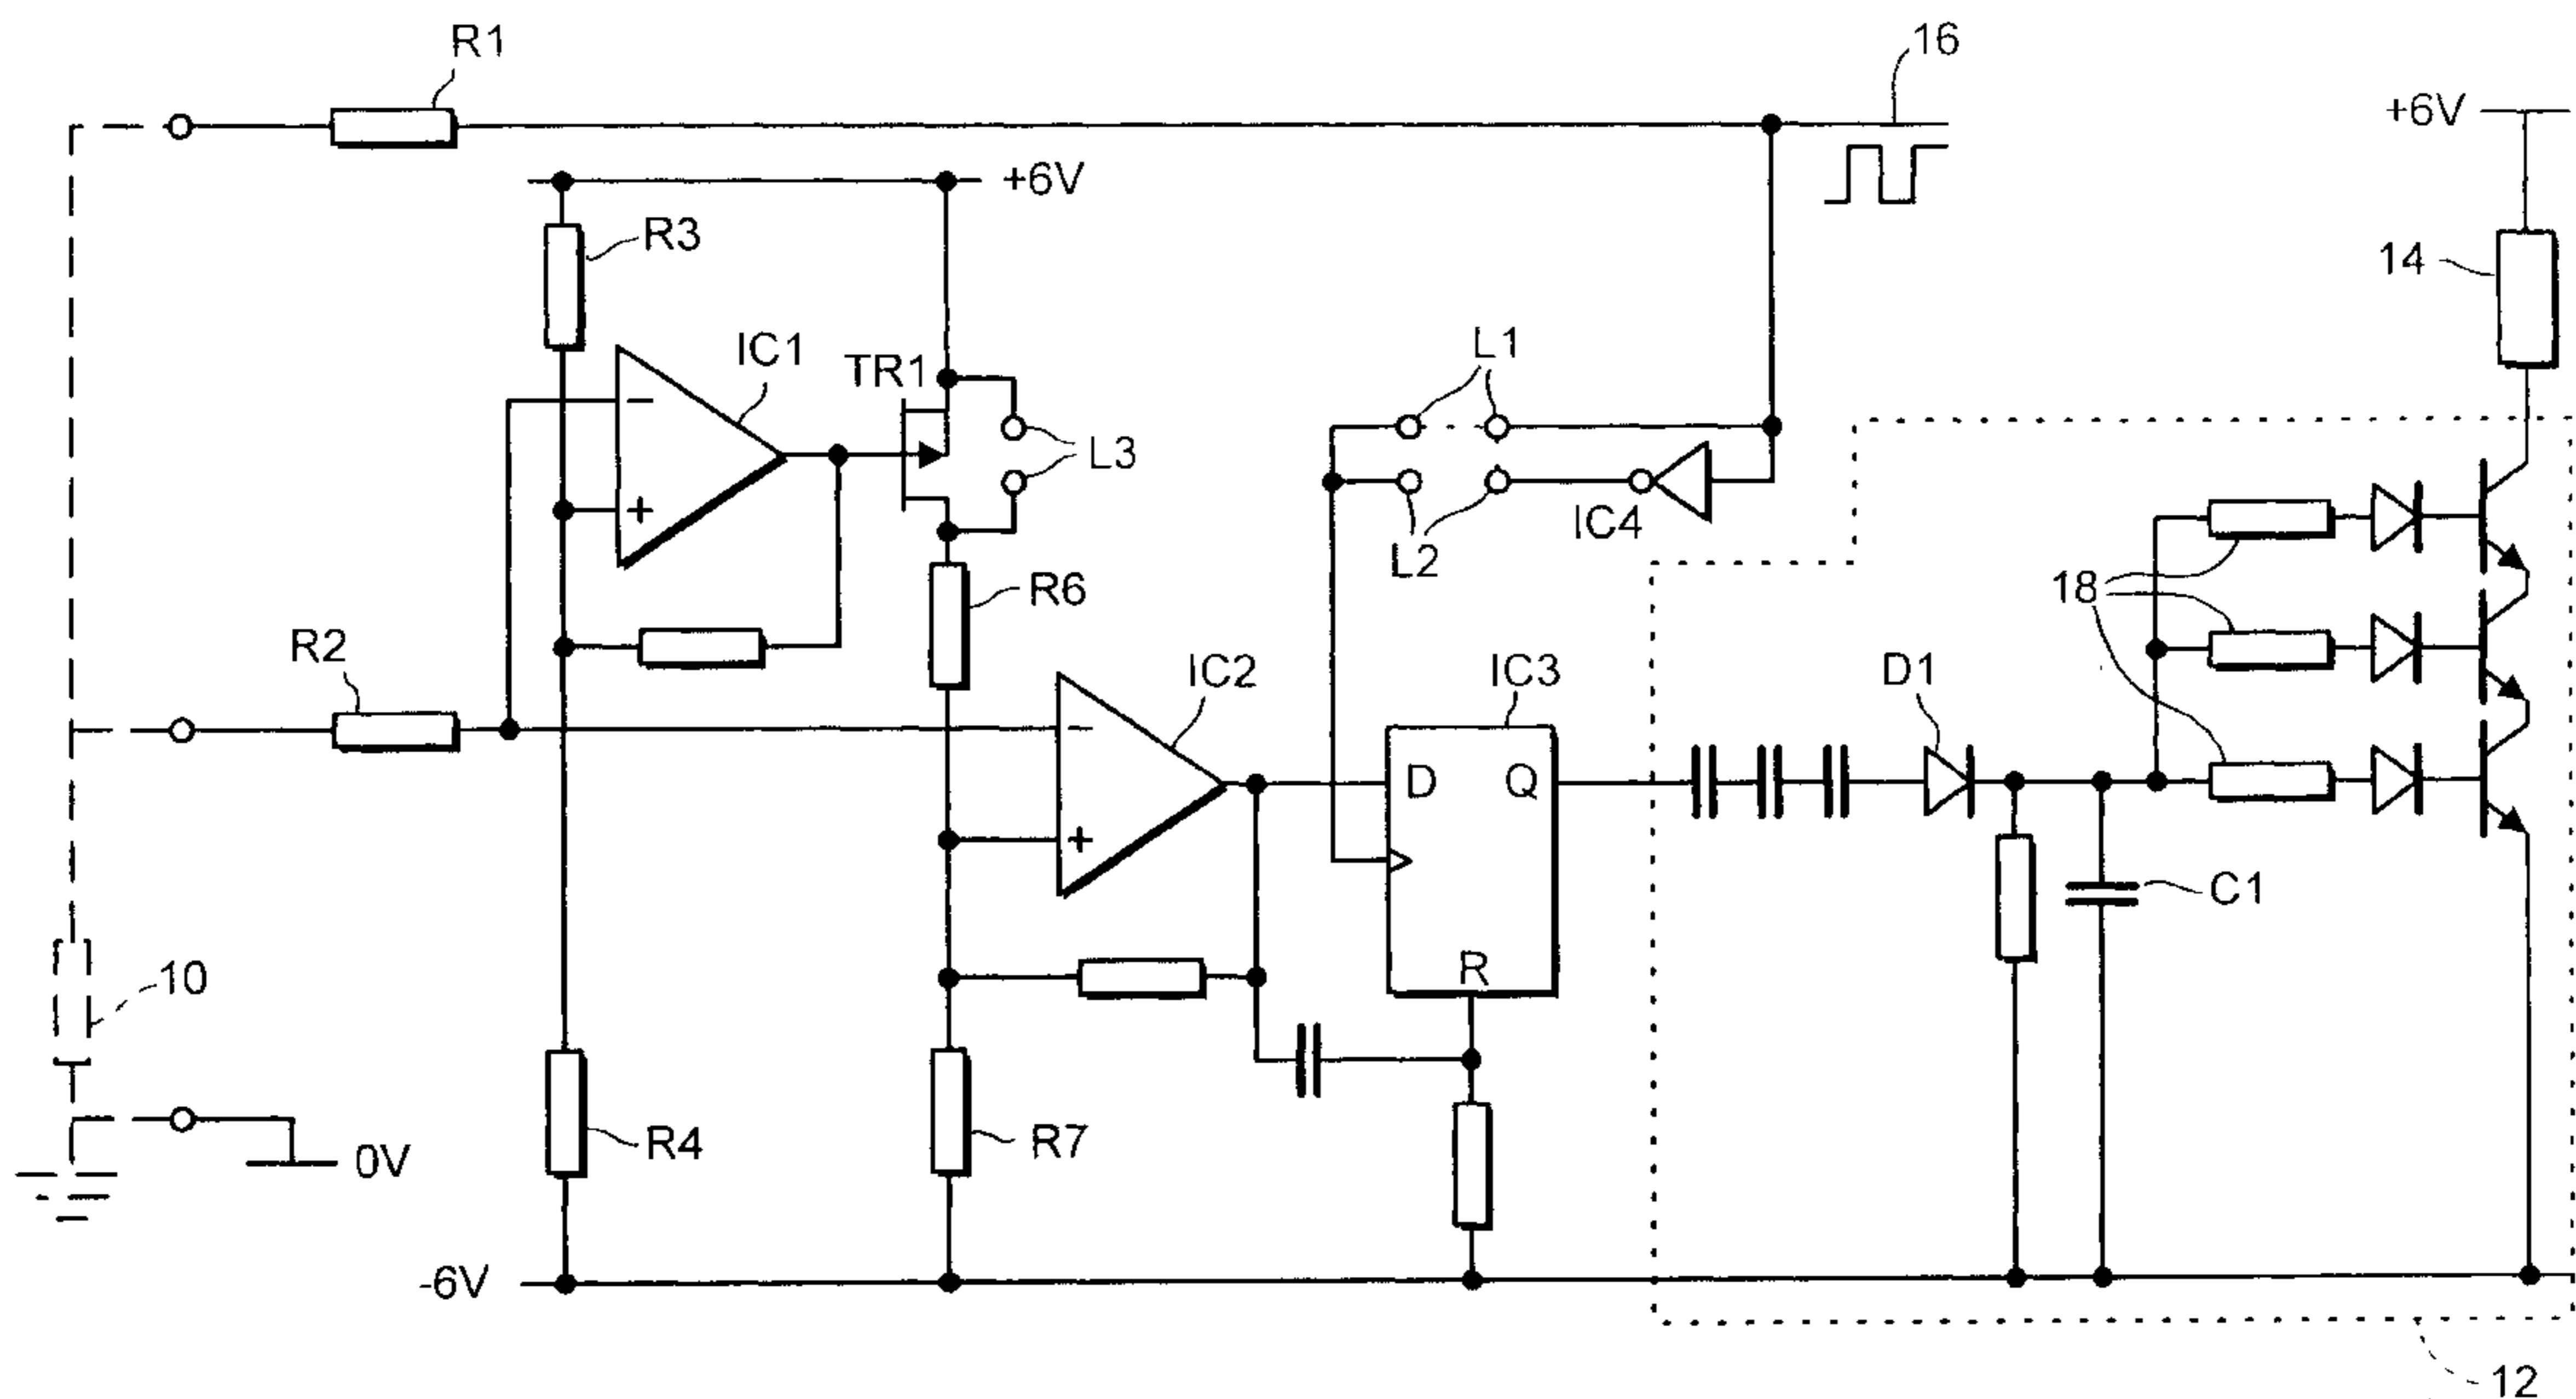 R1
16
+6V
+6V
R3
14
IC1
TR1
L1
L3
IC4
L2
R6
18
R2
IC2
IC3
D1
−
+
−
+
D
Q
R
C1
10
R4
R7
0V
-6V
12